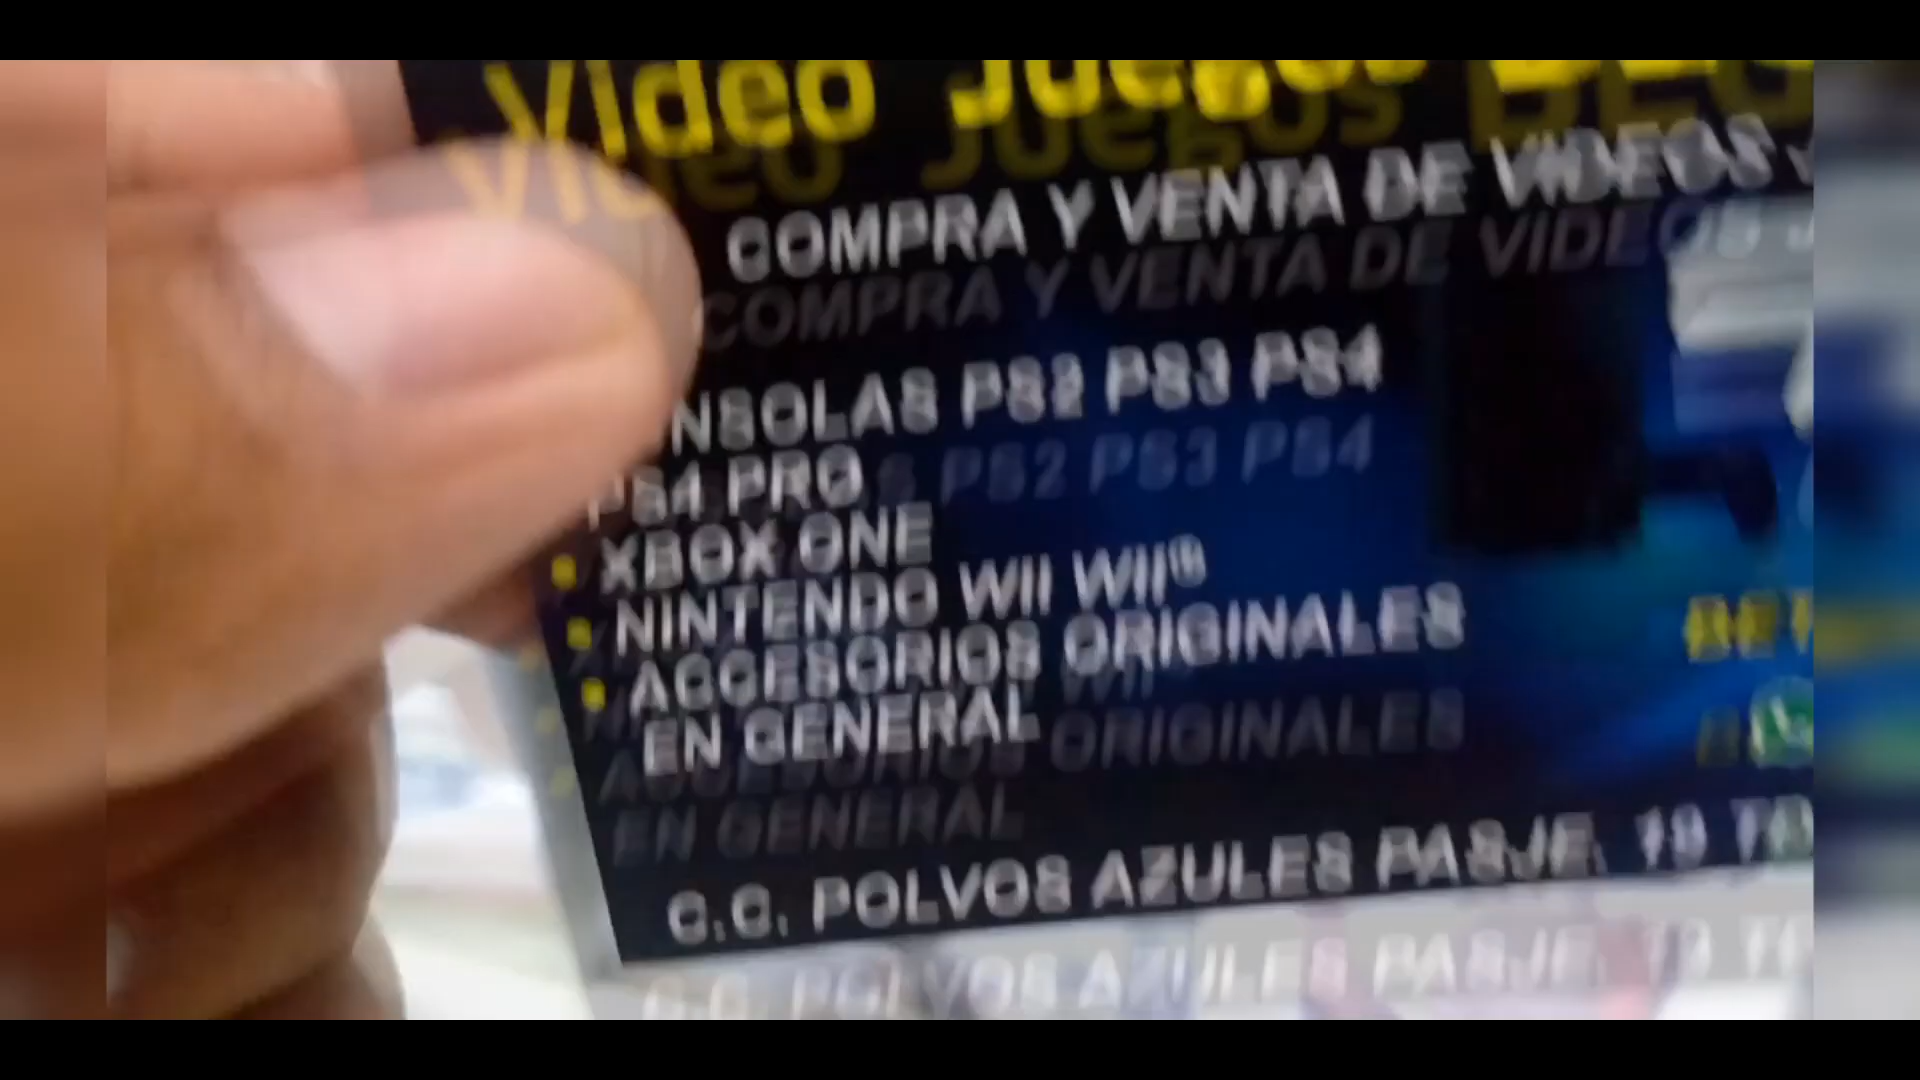 Video Juegos
COMPRA Y VENTA DE VIDEOS
NSOLAS PS2 PS3 PS4
PS4 PRO
XBOX ONE
NINTENDO WII WII
ACCESORIOS ORIGINALES
EN GENERAL
C.C. POLVOS AZULES PASJE. 19